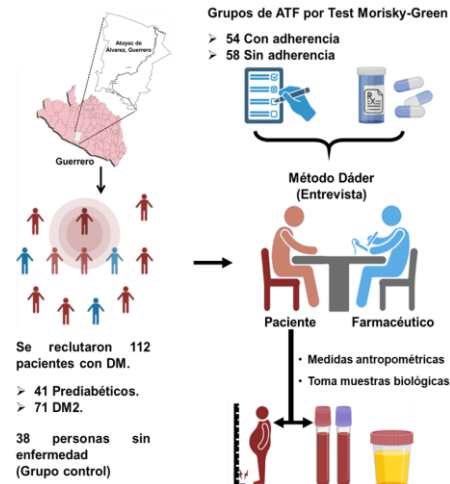 Atoyac de
Álvarez, Guerrero
Guerrero
Se reclutaron 112
pacientes con DM.
➢ 41 Prediabéticos.
➢ 71 DM2.
38 personas sin
enfermedad
(Grupo control)
Grupos de ATF por Test Morisky-Green
➢ 54 Con adherencia
➢ 58 Sin adherencia
Rx
Método Dáder
(Entrevista)
Paciente Farmacéutico
• Medidas antropométricas
• Toma muestras biológicas